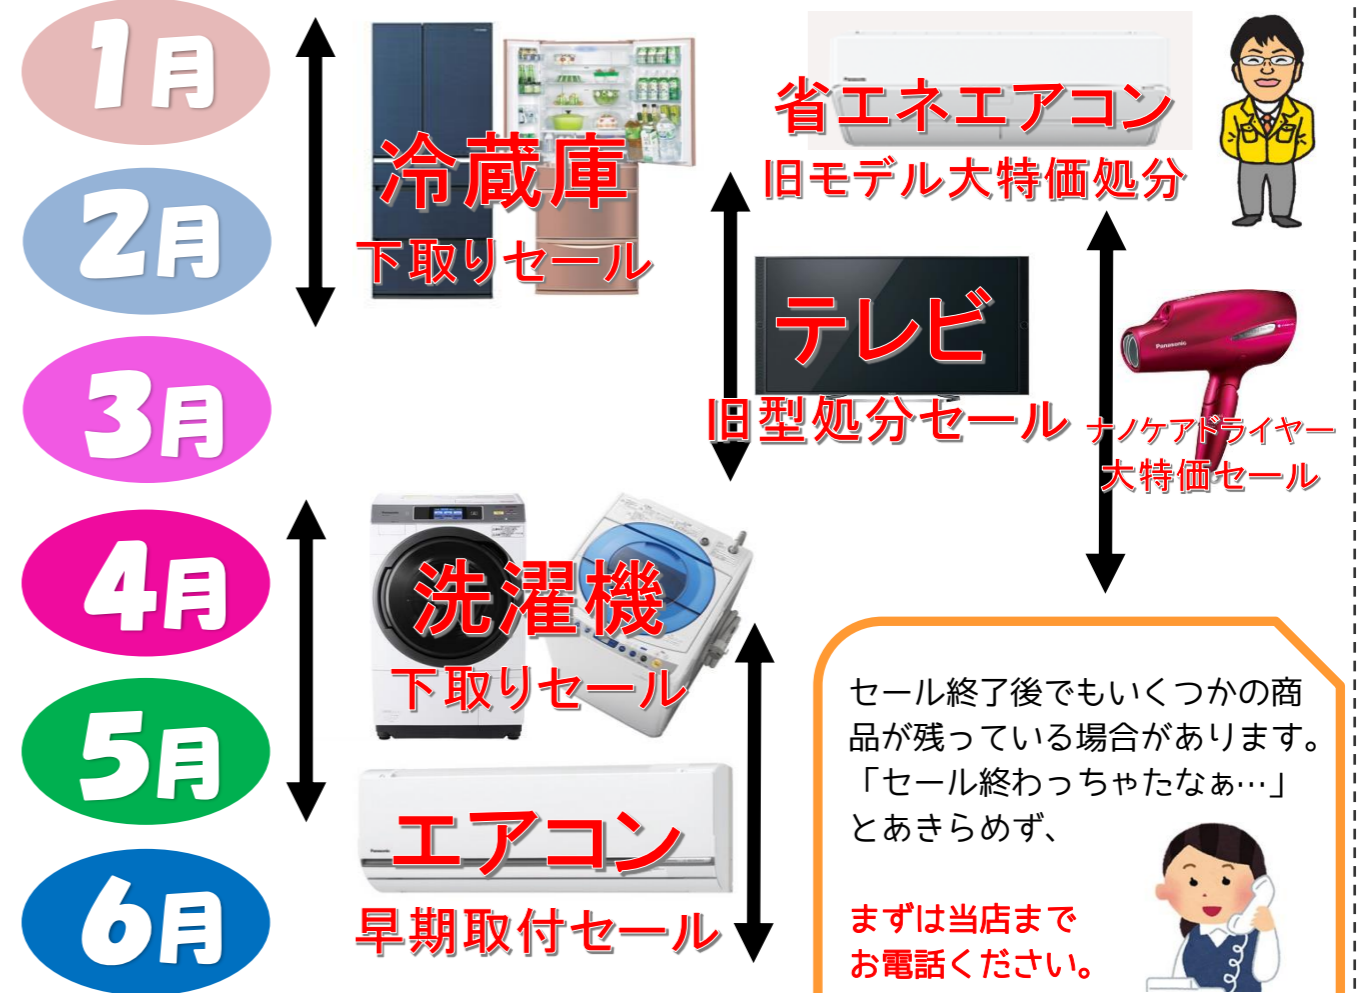 1月
2月
3月
4月
5月
6月
冷蔵庫
下取りセール
Panasonic
省エネエアコン
旧モデル大特価処分
テレビ
旧型処分セール
Panasonic
ナノケアドライヤー
大特価セール
洗濯機
下取りセール
エアコン
早期取付セール
セール終了後でもいくつかの商
品が残っている場合があります。
「セール終わっちゃたなぁ…」
とあきらめず、
まずは当店まで
お電話ください。